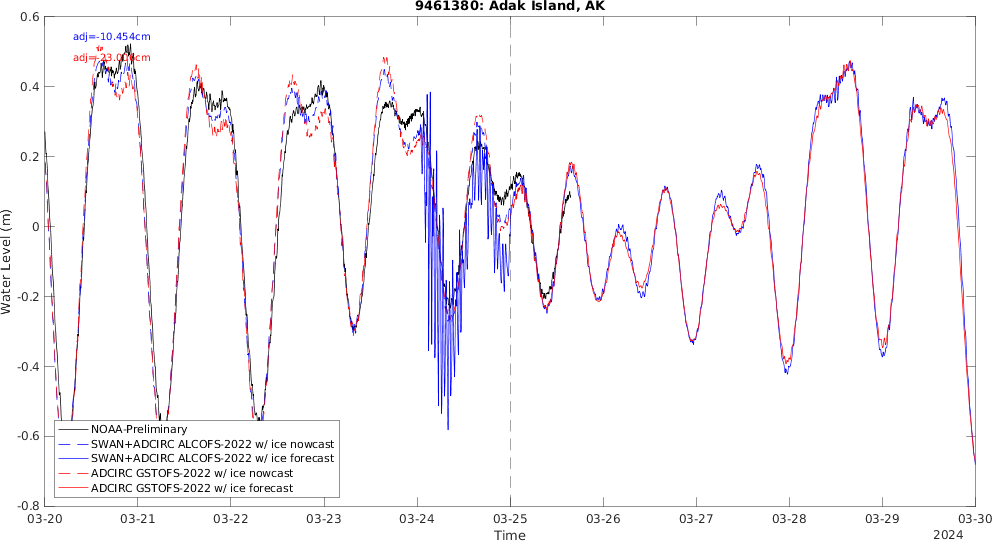 9461380: Adak Island, AK
0.6
adj=-10.454cm
0.4
0.2
0
-0.2
-0.4
-0.6
-0.8
Water Level (m)
NOAA-Preliminary
SWAN+ADCIRC ALCOFS-2022 w/ ice nowcast
SWAN+ADCIRC ALCOFS-2022 w/ ice forecast
ADCIRC GSTOFS-2022 w/ ice nowcast
ADCIRC GSTOFS-2022 w/ ice forecast
03-20 03-21 03-22 03-23 03-24 03-25 03-26 03-27 03-28 03-29 03-30
Time
2024